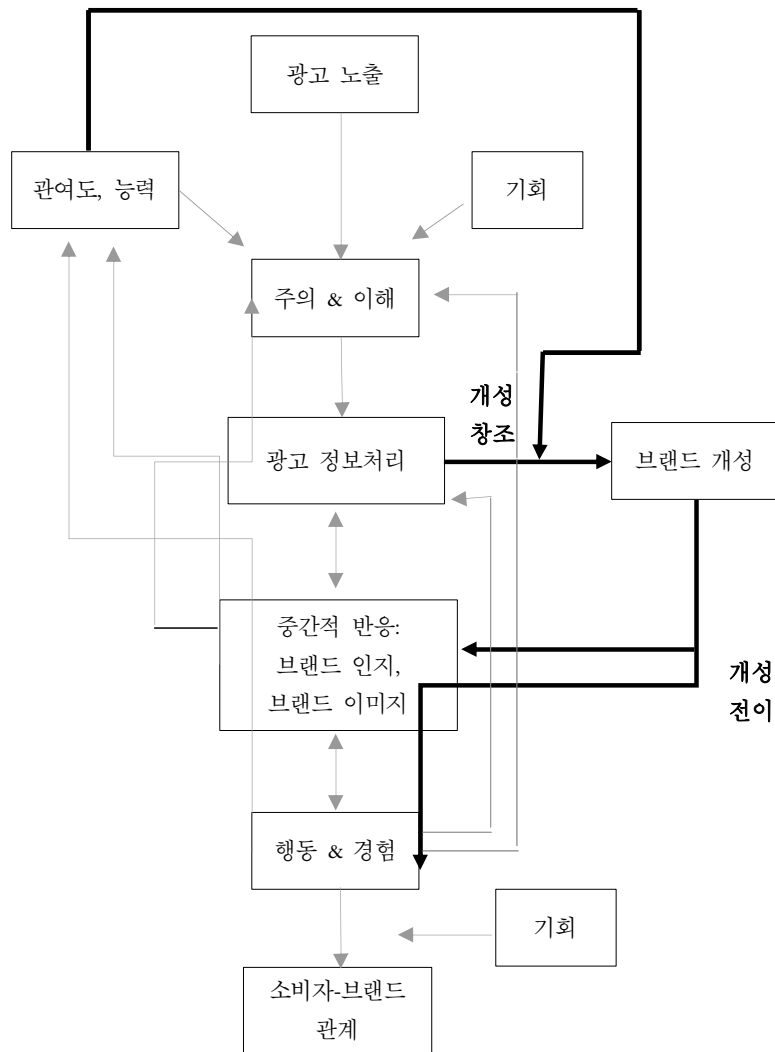 광고 노출
관여도, 능력
기회
주의 & 이해
개성
창조
광고 정보처리
브랜드 개성
중간적 반응:
브랜드 인지,
브랜드 이미지
개성
전이
행동 & 경험
기회
소비자-브랜드
관계